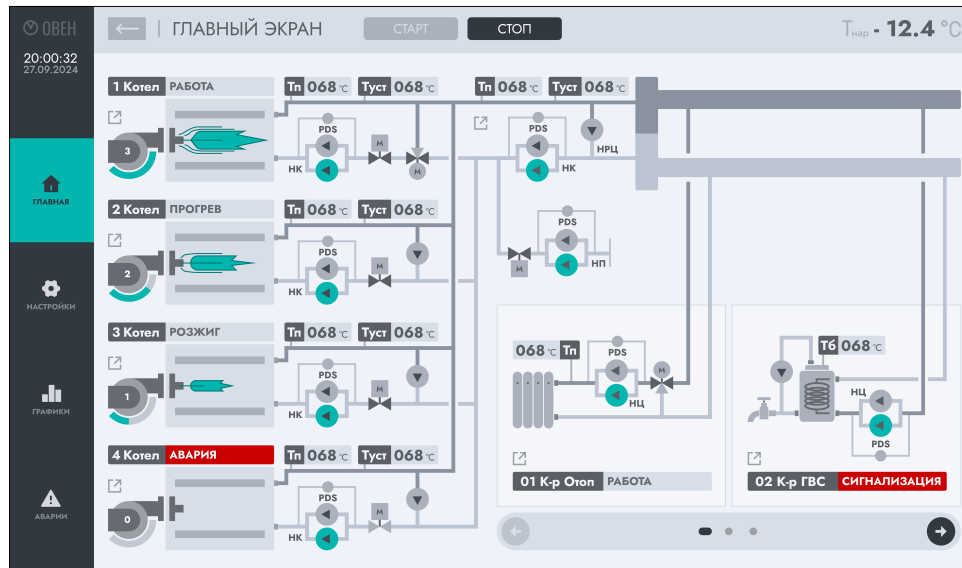 ОВЕН
20:00:32
27.09.2024
ГЛАВНАЯ
НАСТРОЙКИ
ГРАФИКИ
АВАРИИ
ГЛАВНЫЙ ЭКРАН
СТАРТ
СТОП
Тнар - 12.4 °C
1 Котел РАБОТА
Тп 068 °C Туст 068 °C
3
PDS
НК
M
M
2 Котел ПРОГРЕВ
Тп 068 °C Туст 068 °C
2
PDS
НК
M
3 Котел РОЗЖИГ
Тп 068 °C Туст 068 °C
1
PDS
НК
M
4 Котел АВАРИЯ
Тп 068 °C Туст 068 °C
0
PDS
НК
M
Тп 068 °C Туст 068 °C
PDS
НРЦ
НК
PDS
M
НП
068 °C Тп
PDS
M
НЦ
01 К-р Отоп РАБОТА
Тб 068 °C
НЦ
PDS
02 К-р ГВС СИГНАЛИЗАЦИЯ